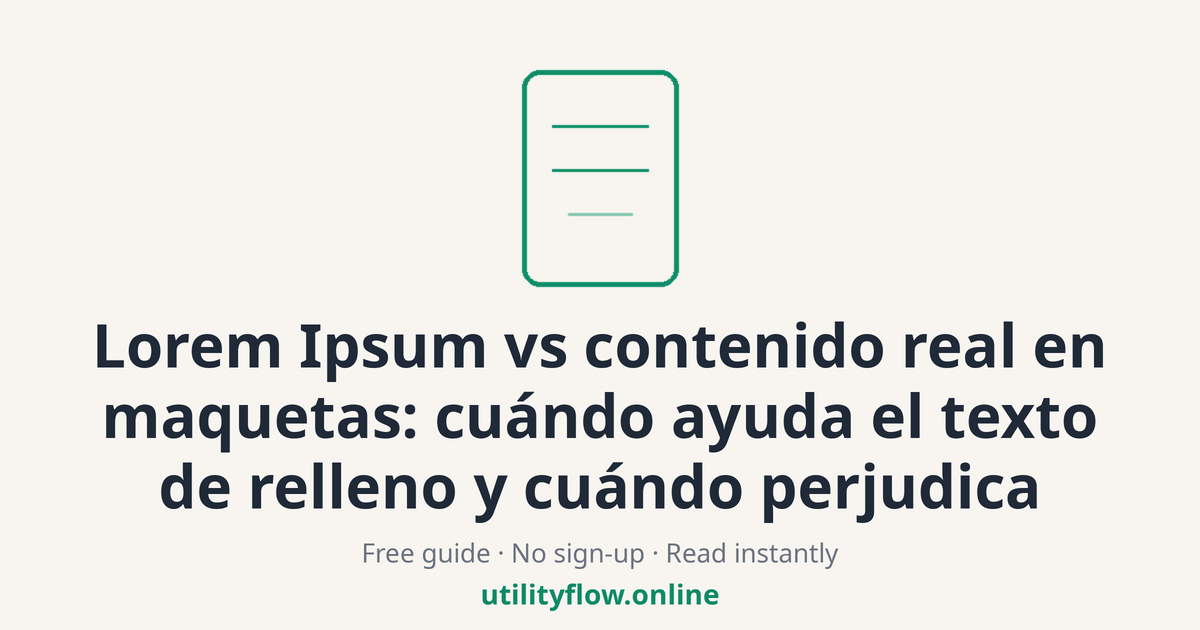 Lorem Ipsum vs contenido real en
maquetas: cuándo ayuda el texto
de relleno y cuándo perjudica
Free guide · No sign-up · Read instantly
utilityflow.online